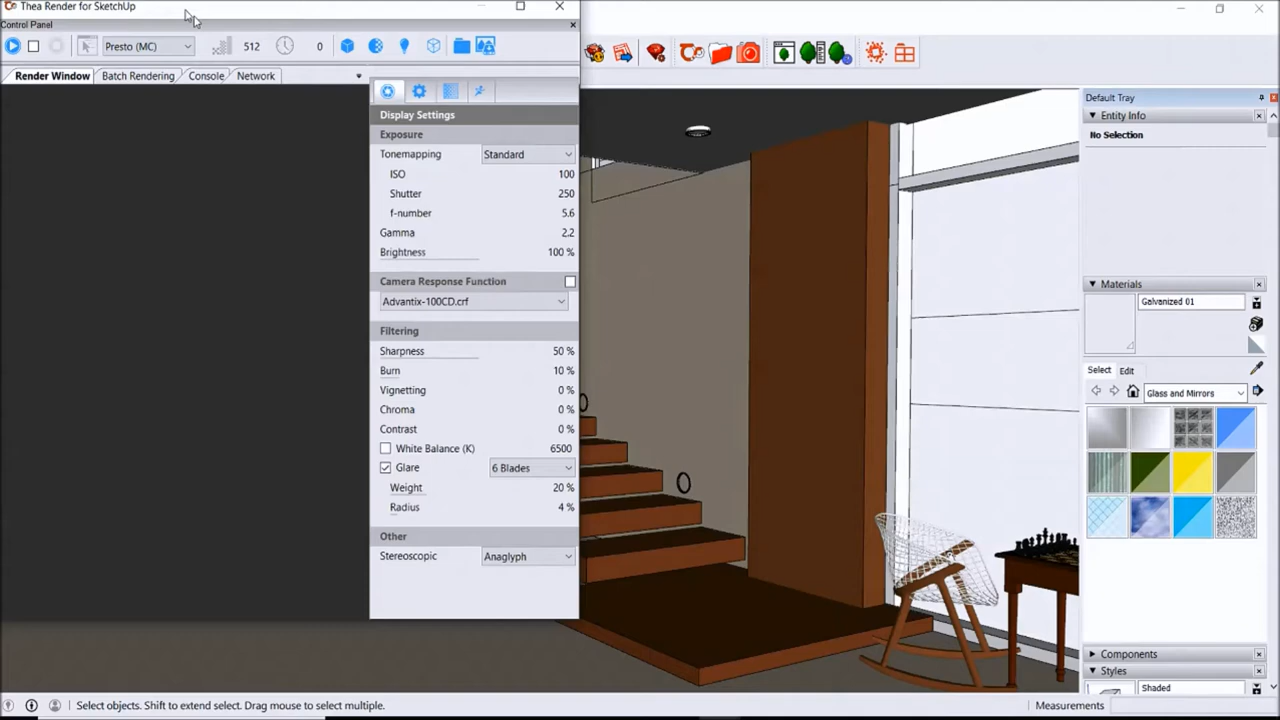 Thea Render for SketchUp
Control Panel
Presto (MC)
512
0
Render Window
Batch Rendering
Console
Network
Display Settings
Exposure
Tonemapping Standard
ISO 100
Shutter 250
f-number 5.6
Gamma 2.2
Brightness 100 %
Camera Response Function
Advantix-100CD.crf
Filtering
Sharpness 50 %
Burn 10 %
Vignetting 0 %
Chroma 0 %
Contrast 0 %
White Balance (K) 6500
Glare 6 Blades
Weight 20 %
Radius 4 %
Other
Stereoscopic Anaglyph
Default Tray
Entity Info
No Selection
Materials
Galvanized 01
Select Edit
Glass and Mirrors
Components
Styles
Shaded
Select objects. Shift to extend select. Drag mouse to select multiple.
Measurements